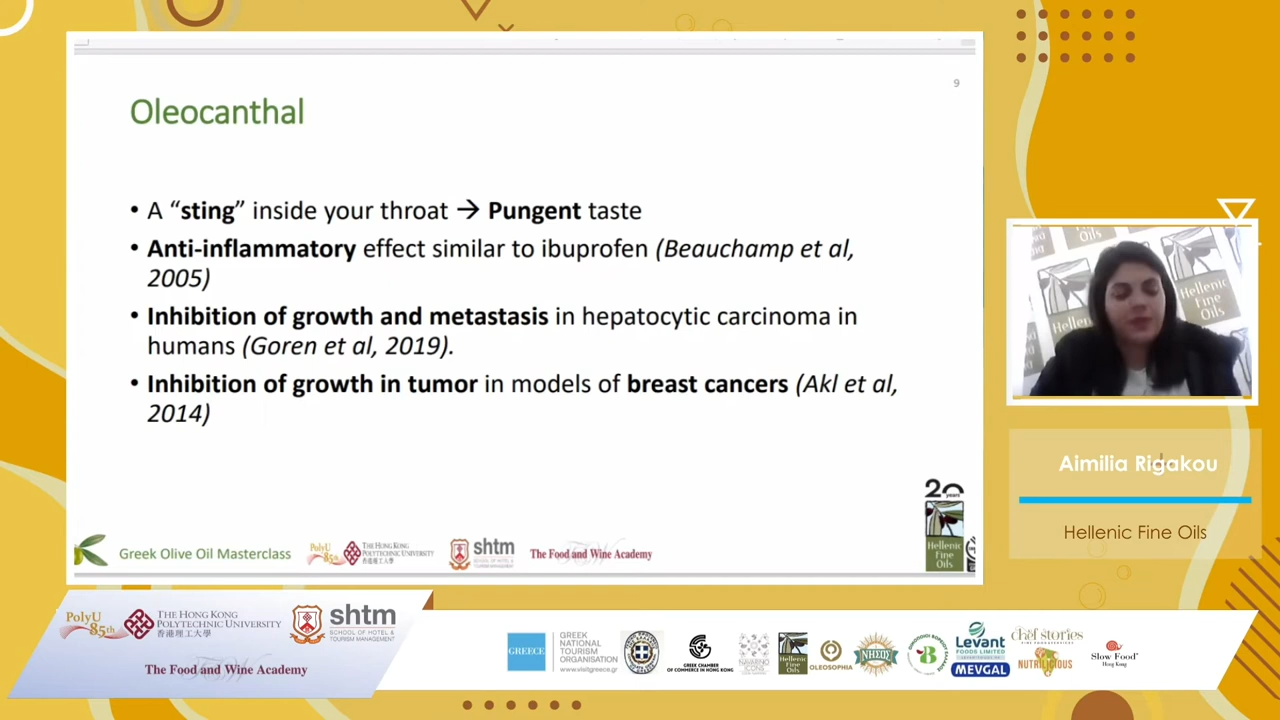 9
Oleocanthal
• A “sting” inside your throat → Pungent taste
• Anti-inflammatory effect similar to ibuprofen (Beauchamp et al,
2005)
• Inhibition of growth and metastasis in hepatocytic carcinoma in
humans (Goren et al, 2019).
• Inhibition of growth in tumor in models of breast cancers (Akl et al,
2014)
Greek Olive Oil Masterclass
PolyU
85th
THE HONG KONG
POLYTECHNIC UNIVERSITY
香港理工大學
shtm
SCHOOL OF HOTEL &
TOURISM MANAGEMENT
The Food and Wine Academy
20
years
Hellenic
Fine
Oils
Hellenic
Fine
Oils
Aimilia Rigakou
Hellenic Fine Oils
PolyU
85th
THE HONG KONG
POLYTECHNIC UNIVERSITY
香港理工大學
shtm
SCHOOL OF HOTEL &
TOURISM MANAGEMENT
The Food and Wine Academy
GREECE
GREEK
NATIONAL
TOURISM
ORGANISATION
www.visitgreece.gr
GREEK CHAMBER
OF COMMERCE IN HONG KONG
NAVARINO
ICONS
Hellenic
Fine
Oils
OLEOSOPHIA
ΝΗΣΟΣ
B
Levant
FOODS LIMITED
MEVGAL
CHEF STORIES
NUTRILICIOUS
Slow Food®
Hong Kong